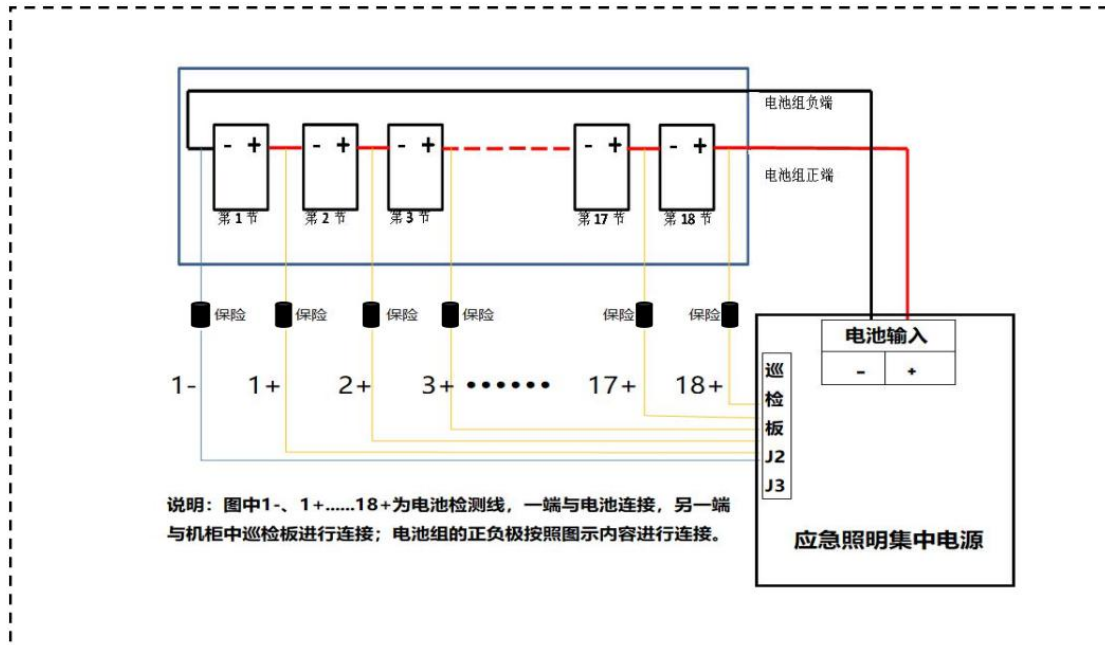 电池组负端
- + - + - + - + - +
电池组正端
第1节 第2节 第3节 第17节 第18节
保险 保险 保险 保险 保险 保险
电池输入
- +
1- 1+ 2+ 3+ •••••• 17+ 18+
巡
检
板
J2
J3
说明：图中1-、1+......18+为电池检测线，一端与电池连接，另一端
与机柜中巡检板进行连接；电池组的正负极按照图示内容进行连接。
应急照明集中电源